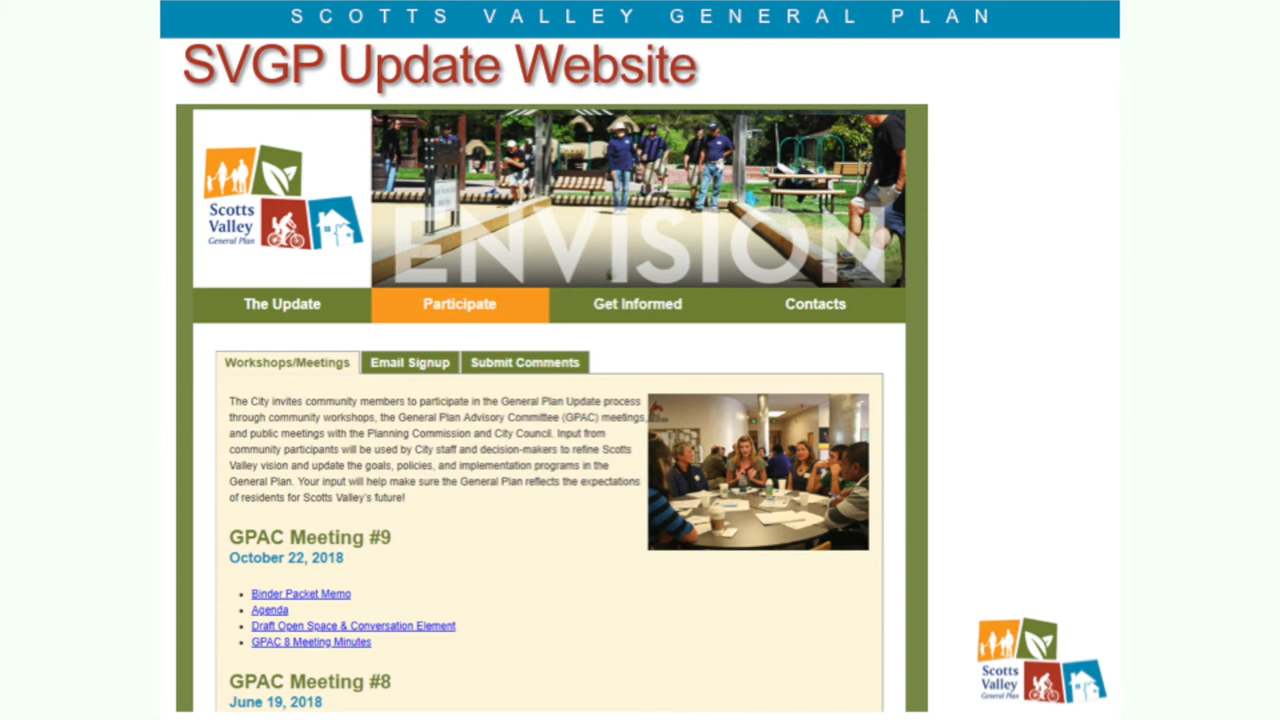 SCOTTS VALLEY GENERAL PLAN
SVGP Update Website
Scotts
Valley
General Plan
ENVISION
The Update
Participate
Get Informed
Contacts
Workshops/Meetings
Email Signup
Submit Comments
The City invites community members to participate in the General Plan Update process
through community workshops, the General Plan Advisory Committee (GPAC) meetings,
and public meetings with the Planning Commission and City Council. Input from
community participants will be used by City staff and decision-makers to refine Scotts
Valley vision and update the goals, policies, and implementation programs in the
General Plan. Your input will help make sure the General Plan reflects the expectations
of residents for Scotts Valley's future!
GPAC Meeting #9
October 22, 2018
Binder Packet Memo
Agenda
Draft Open Space & Conversation Element
GPAC 8 Meeting Minutes
GPAC Meeting #8
June 19, 2018
Scotts
Valley
General Plan